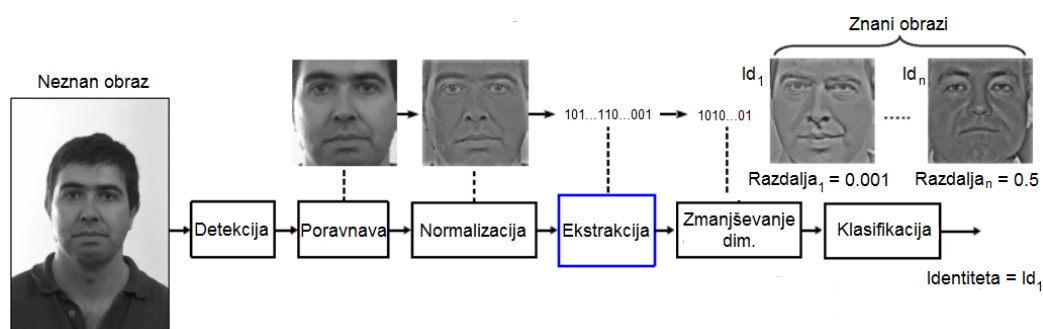 Znani obrazi
Neznan obraz
Id1
Idn
101...110...001
1010...01
.....
Razdalja1 = 0.001
Razdaljan = 0.5
Detekcija
Poravnava
Normalizacija
Ekstrakcija
Zmanjševanje
dim.
Klasifikacija
Identiteta = Id1